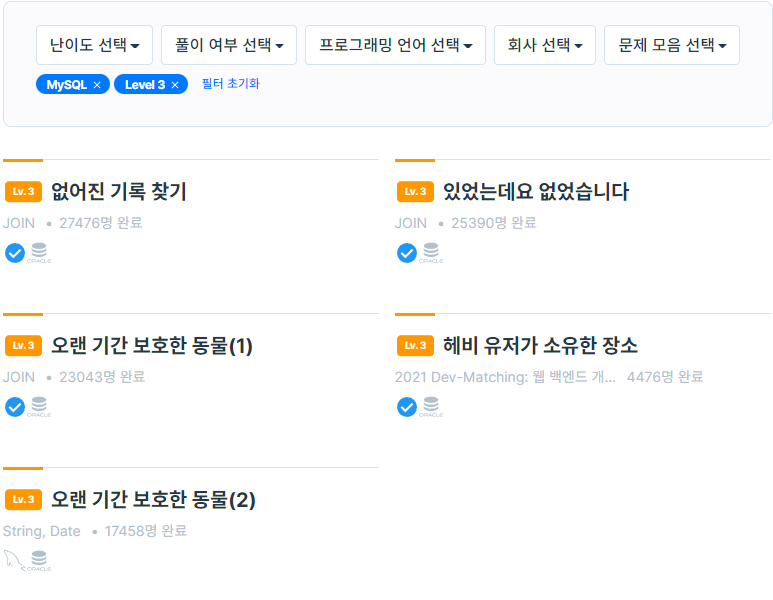 난이도 선택 풀이 여부 선택 프로그래밍 언어 선택 회사 선택 문제 모음 선택
MySQL × Level 3 × 필터 초기화
Lv. 3 없어진 기록 찾기
JOIN • 27476명 완료
ORACLE
Lv. 3 있었는데요 없었습니다
JOIN • 25390명 완료
ORACLE
Lv. 3 오랜 기간 보호한 동물(1)
JOIN • 23043명 완료
ORACLE
Lv. 3 헤비 유저가 소유한 장소
2021 Dev-Matching: 웹 백엔드 개... 4476명 완료
ORACLE
Lv. 3 오랜 기간 보호한 동물(2)
String, Date • 17458명 완료
ORACLE